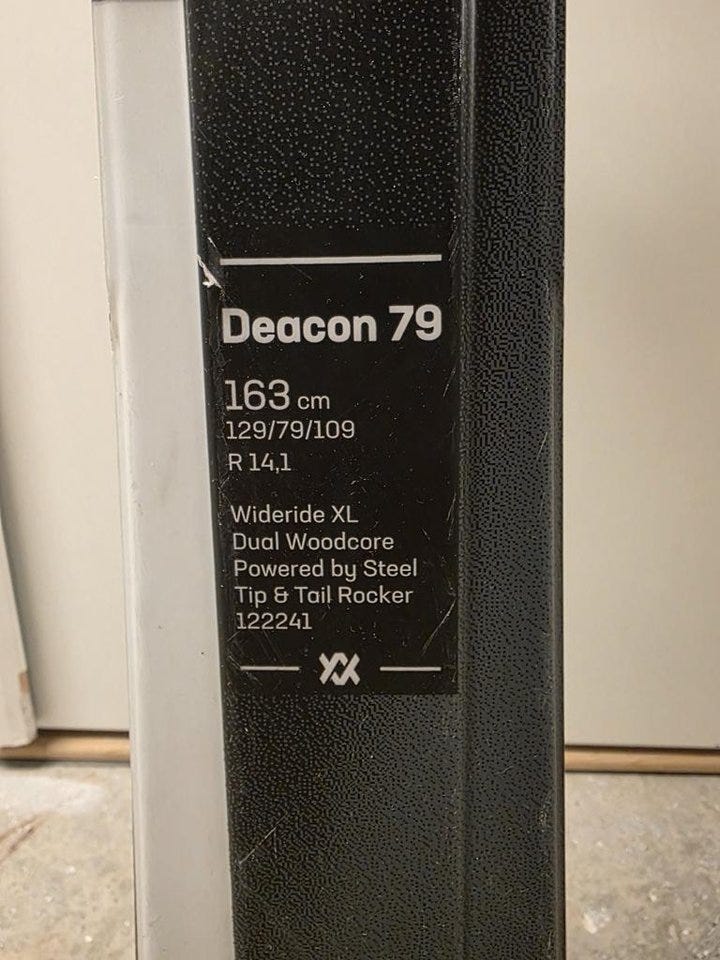 Deacon 79
163 cm
129/79/109
R 14,1
Wideride XL
Dual Woodcore
Powered by Steel
Tip & Tail Rocker
122241